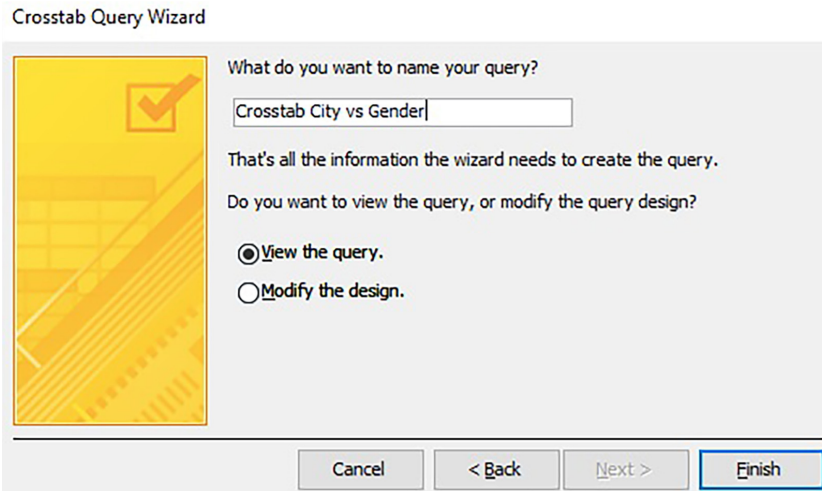 Crosstab Query Wizard
What do you want to name your query?
Crosstab City vs Gender
That's all the information the wizard needs to create the query.
Do you want to view the query, or modify the query design?
View the query.
Modify the design.
Cancel
< Back
Next >
Finish